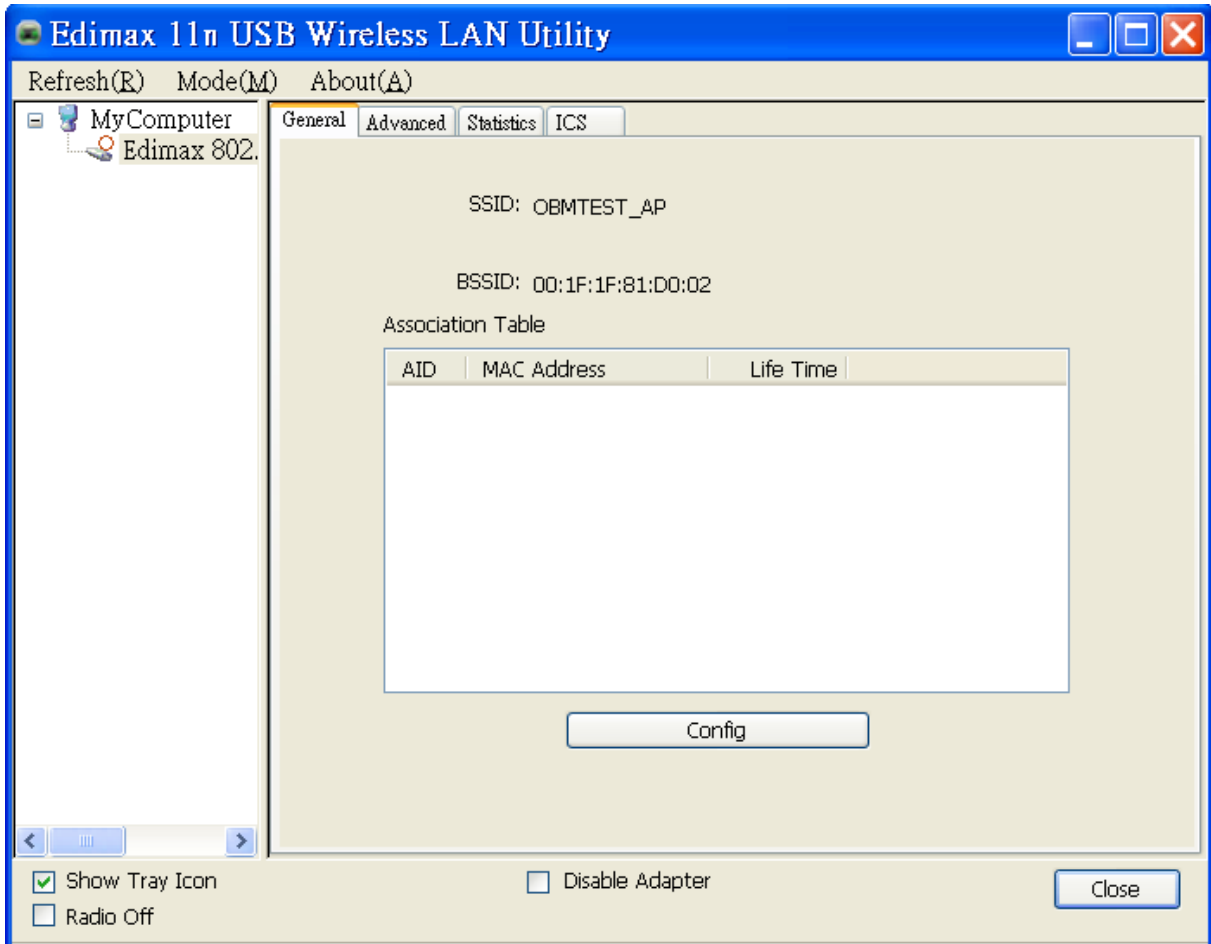 Edimax 11n USB Wireless LAN Utility
Refresh(R) Mode(M) About(A)
MyComputer
Edimax 802.
General Advanced Statistics ICS
SSID: OBMTEST_AP
BSSID: 00:1F:1F:81:D0:02
Association Table
AID MAC Address Life Time
Config
Show Tray Icon
Disable Adapter
Radio Off
Close